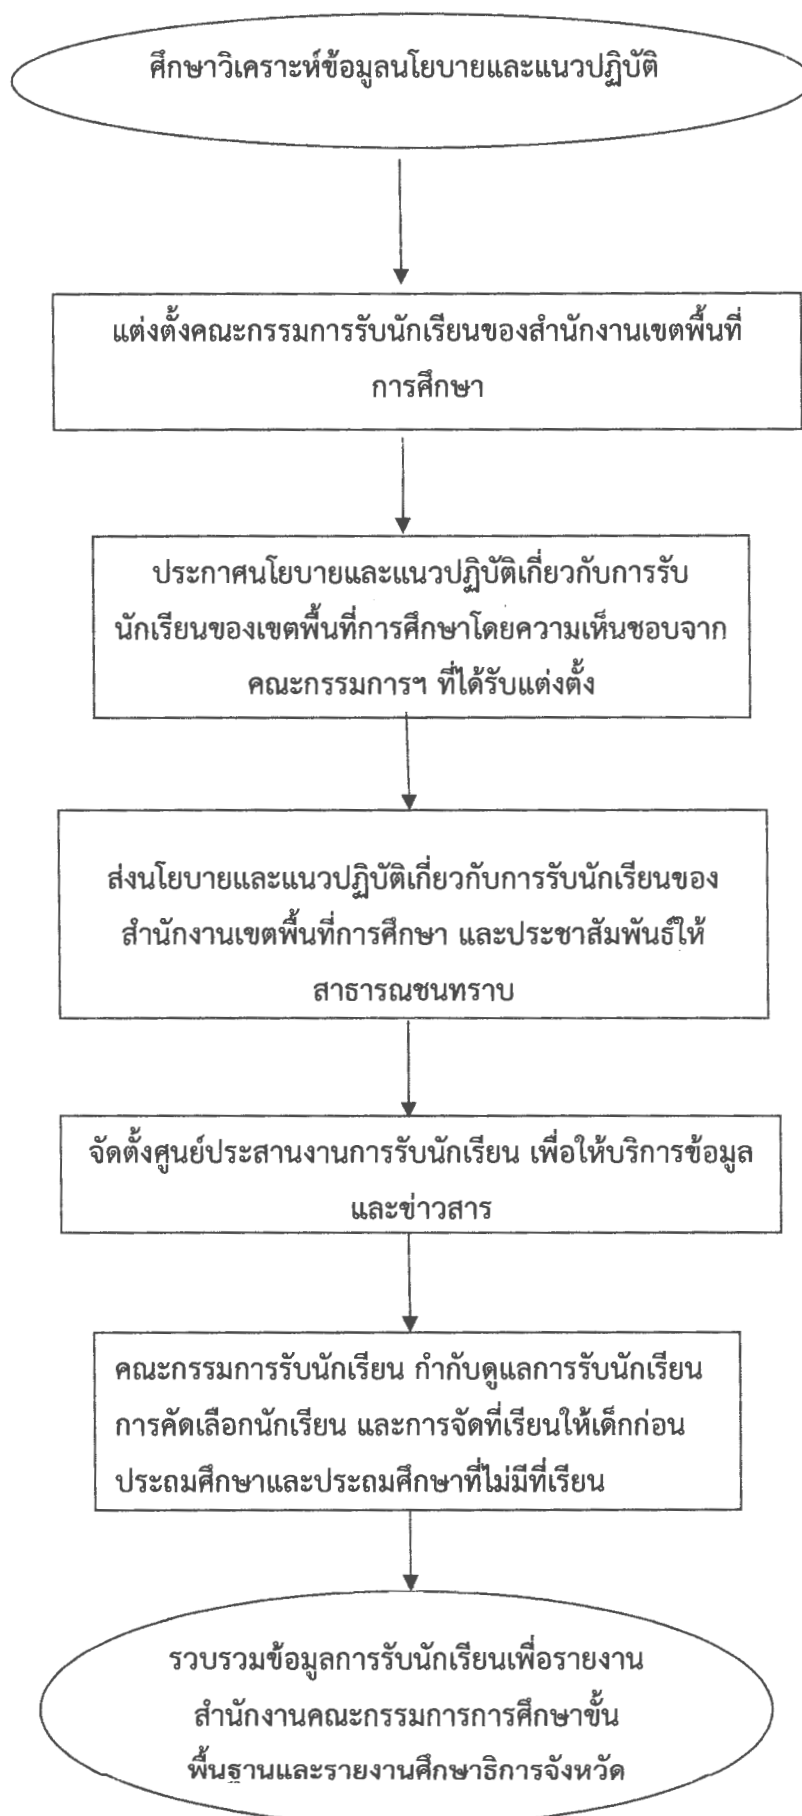 ศึกษาวิเคราะห์ข้อมูลนโยบายและแนวปฏิบัติ
แต่งตั้งคณะกรรมการรับนักเรียนของสำนักงานเขตพื้นที่
การศึกษา
ประกาศนโยบายและแนวปฏิบัติเกี่ยวกับการรับ
นักเรียนของเขตพื้นที่การศึกษาโดยความเห็นชอบจาก
คณะกรรมการฯ ที่ได้รับแต่งตั้ง
ส่งนโยบายและแนวปฏิบัติเกี่ยวกับการรับนักเรียนของ
สำนักงานเขตพื้นที่การศึกษา และประชาสัมพันธ์ให้
สาธารณชนทราบ
จัดตั้งศูนย์ประสานงานการรับนักเรียน เพื่อให้บริการข้อมูล
และข่าวสาร
คณะกรรมการรับนักเรียน กำกับดูแลการรับนักเรียน
การคัดเลือกนักเรียน และการจัดที่เรียนให้เด็กก่อน
ประถมศึกษาและประถมศึกษาที่ไม่มีที่เรียน
รวบรวมข้อมูลการรับนักเรียนเพื่อรายงาน
สำนักงานคณะกรรมการการศึกษาขั้น
พื้นฐานและรายงานศึกษาธิการจังหวัด